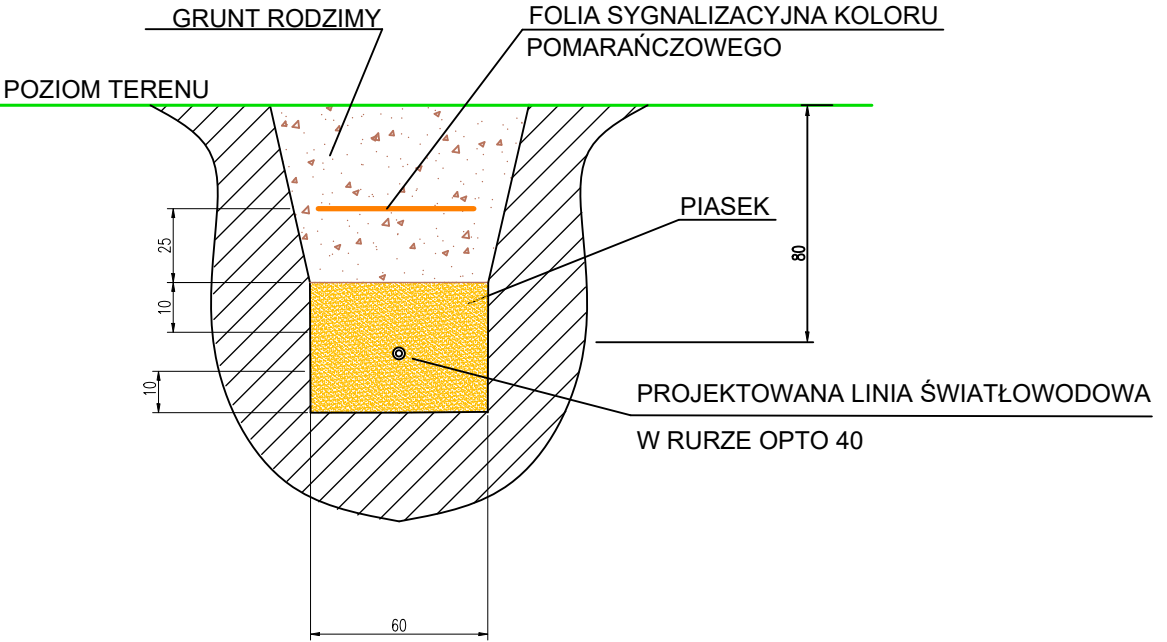 GRUNT RODZIMY
FOLIA SYGNALIZACYJNA KOLORU
POMARAŃCZOWEGO
POZIOM TERENU
PIASEK
25
80
10
10
PROJEKTOWANA LINIA ŚWIATŁOWODOWA
W RURZE OPTO 40
60